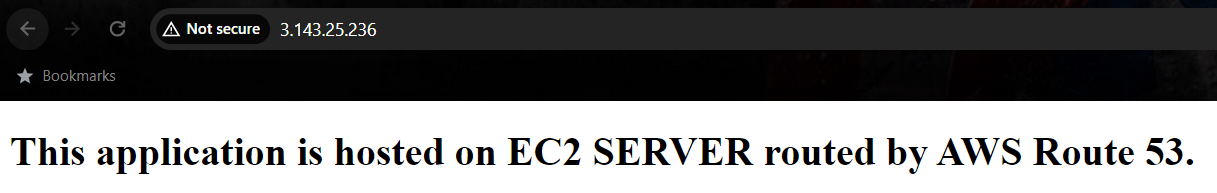 Not secure 3.143.25.236
Bookmarks
This application is hosted on EC2 SERVER routed by AWS Route 53.